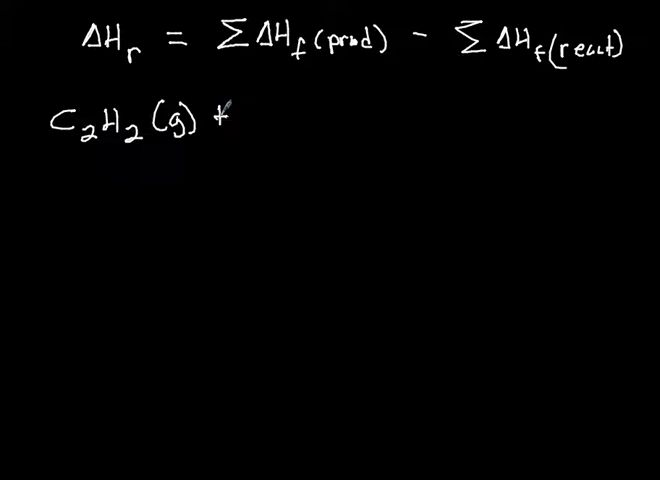 ΔHr = ΣΔHf(prod) - ΣΔHf(react)
C2H2(g) +